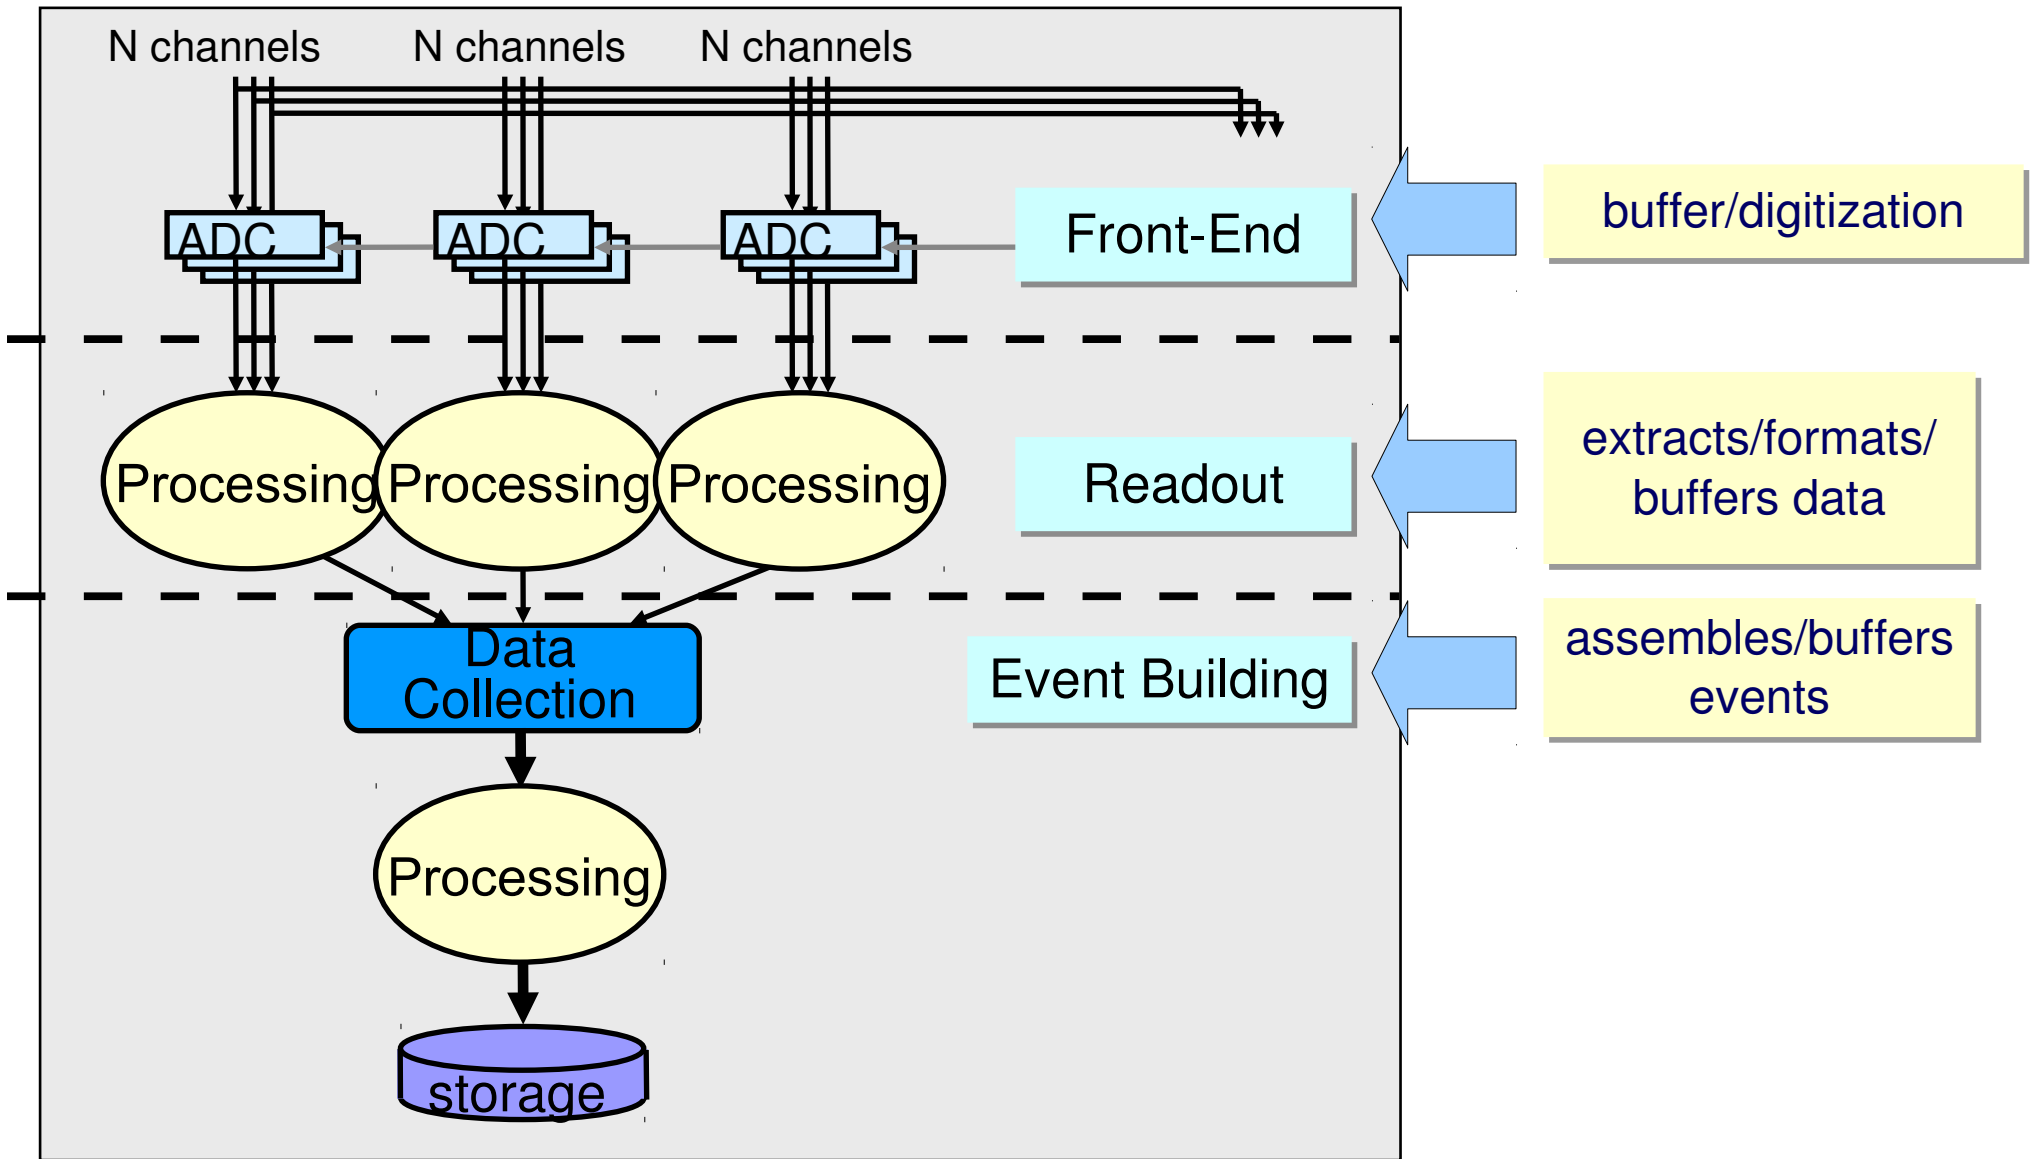 N channels N channels N channels
ADC ADC ADC
Front-End
buffer/digitization
Processing Processing Processing
Readout
extracts/formats/
buffers data
Data
Collection
Event Building
assembles/buffers
events
Processing
storage